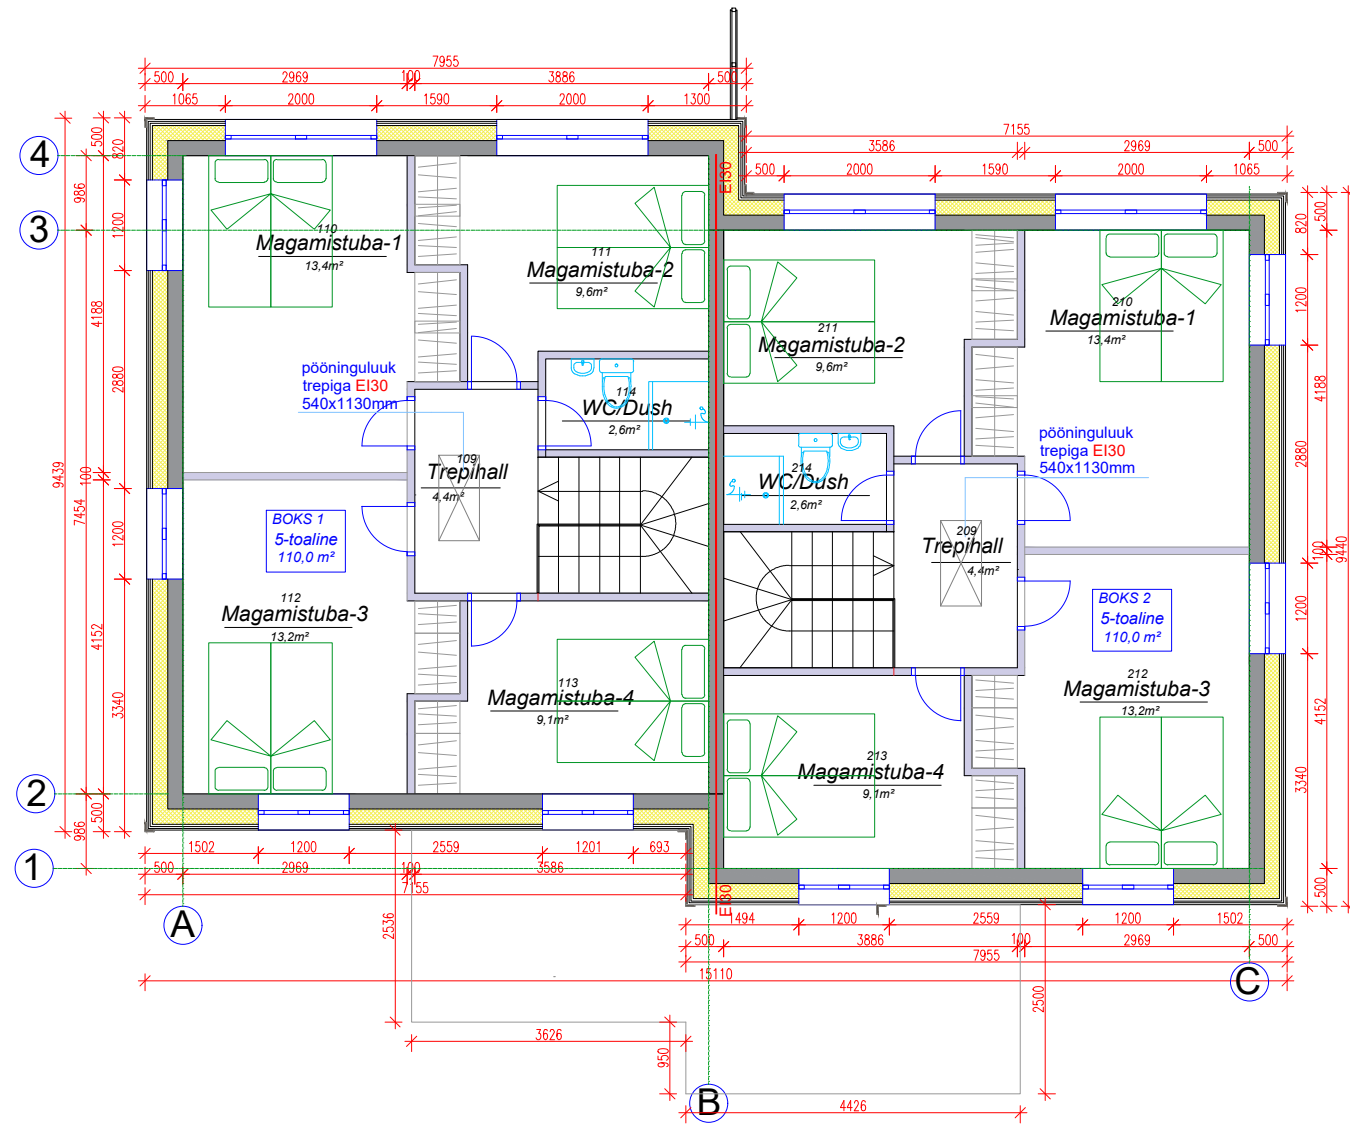 7955
500 2969 100 3886 500
1065 2000 1590 2000 1300
7155
3586 2969 500
500 2000 1590 2000 1065
4
3
2
1
A
B
C
EI30
EI30
9439
986
7454
986
500
4188
100
4152
500
820
1200
2880
1200
3340
110
Magamistuba-1
13,4m²
111
Magamistuba-2
9,6m²
pööninguluuk
trepiga EI30
540x1130mm
114
WC/Dush
2,6m²
109
Trepihall
4,4m²
BOKS 1
5-toaline
110,0 m²
112
Magamistuba-3
13,2m²
113
Magamistuba-4
9,1m²
210
Magamistuba-1
13,4m²
211
Magamistuba-2
9,6m²
pööninguluuk
trepiga EI30
540x1130mm
214
WC/Dush
2,6m²
209
Trepihall
4,4m²
BOKS 2
5-toaline
110,0 m²
212
Magamistuba-3
13,2m²
213
Magamistuba-4
9,1m²
820
1200
2880
1200
3340
500
4188
100
4152
500
9440
1502 1200 2559 1201 693
500 2969 100 3586
7155
1494 1200 2559 1200 1502
500 3886 100 2969 500
7955
15110
2536
3626
950
2500
4426